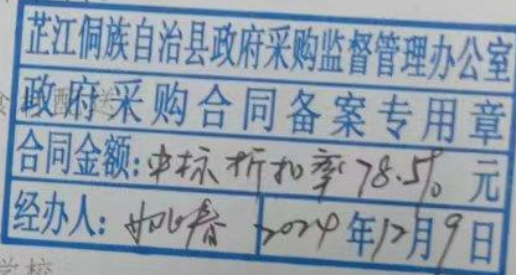 芷江侗族自治县政府采购监督管理办公室
政府采购合同备案专用章
合同金额:中标折扣率78.5% 元
经办人: 2024年12月9日
学校